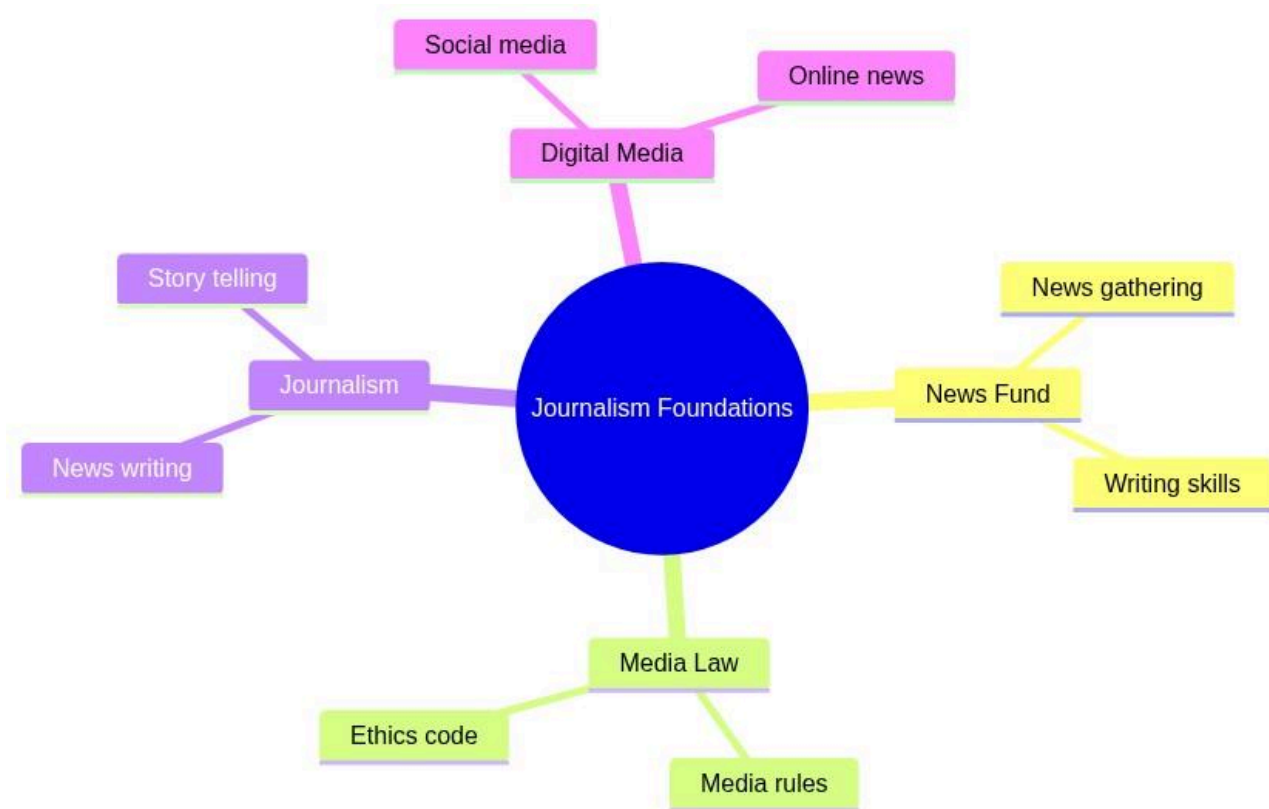 Social media
Online news
Digital Media
Story telling
News gathering
Journalism
News Fund
Journalism Foundations
News writing
Writing skills
Media Law
Ethics code
Media rules